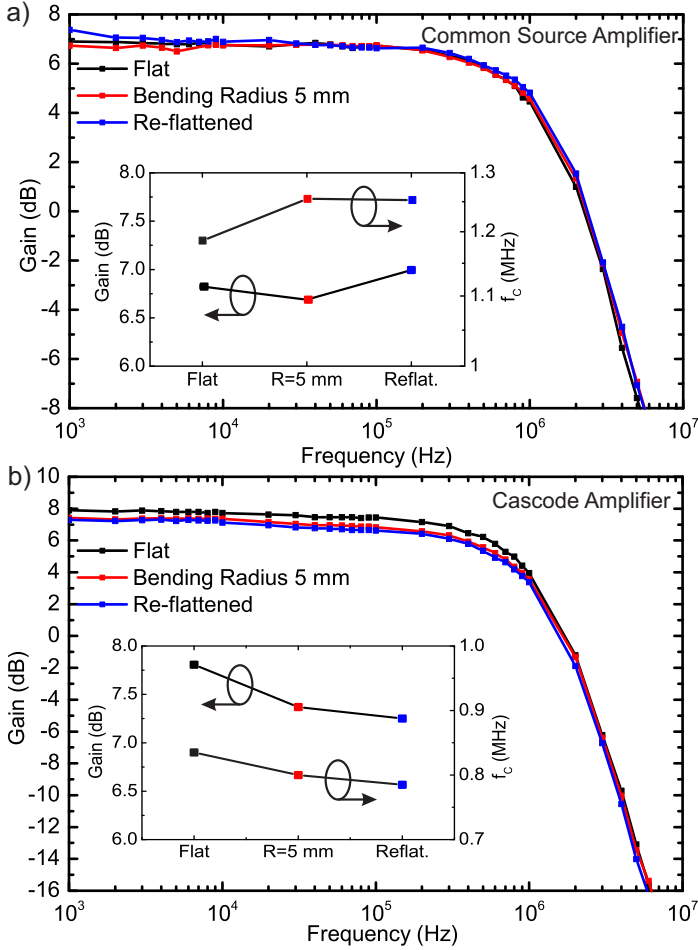 a)
Common Source Amplifier
Flat
Bending Radius 5 mm
Re-flattened
Gain (dB)
8
6
4
2
0
-2
-4
-6
-8
8.0
7.5
7.0
6.5
6.0
Gain (dB)
1.3
1.2
1.1
1
f_C (MHz)
Flat R=5 mm Reflat.
10^3 10^4 10^5 10^6 10^7
Frequency (Hz)
b)
Cascode Amplifier
Flat
Bending Radius 5 mm
Re-flattened
Gain (dB)
10
8
6
4
2
0
-2
-4
-6
-8
-10
-12
-14
-16
8.0
7.5
7.0
6.5
6.0
Gain (dB)
1.0
0.9
0.8
0.7
f_C (MHz)
Flat R=5 mm Reflat.
10^3 10^4 10^5 10^6 10^7
Frequency (Hz)